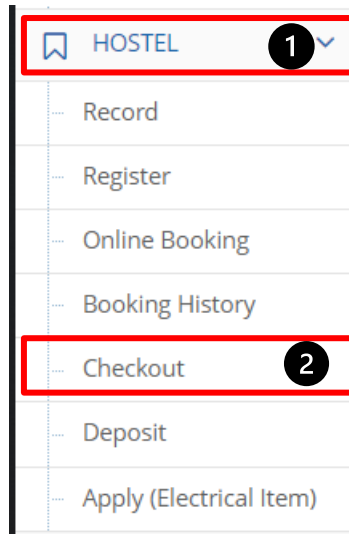 HOSTEL 1
Record
Register
Online Booking
Booking History
Checkout 2
Deposit
Apply (Electrical Item)